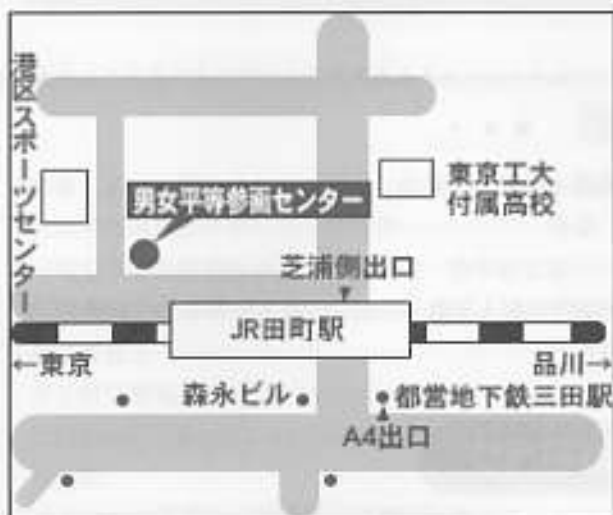 港区スポーツセンター
東京工大
付属高校
男女平等参画センター
芝浦側出口
JR田町駅
←東京
品川→
森永ビル
都営地下鉄三田駅
A4出口